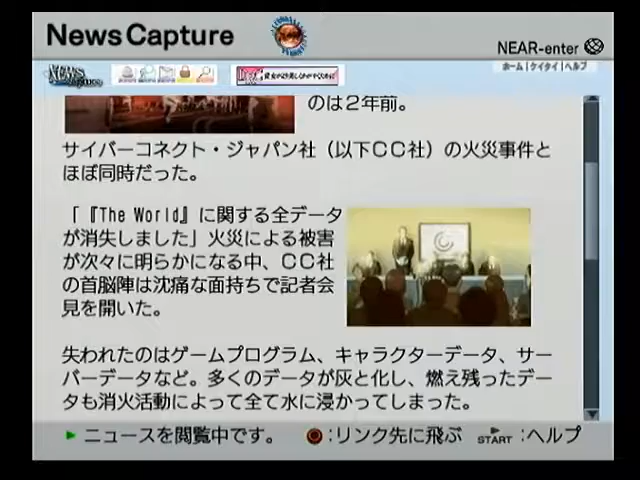 News Capture
NEAR-enter
NEWS
ホーム｜ケイタイ｜ヘルプ
のは２年前。
サイバーコネクト・ジャパン社（以下ＣＣ社）の火災事件と
ほぼ同時だった。
「『The World』に関する全データ
が消失しました」火災による被害
が次々に明らかになる中、ＣＣ社
の首脳陣は沈痛な面持ちで記者会
見を開いた。
失われたのはゲームプログラム、キャラクターデータ、サー
バーデータなど。多くのデータが灰と化し、燃え残ったデー
タも消火活動によって全て水に浸かってしまった。
ニュースを閲覧中です。 :リンク先に飛ぶ START :ヘルプ